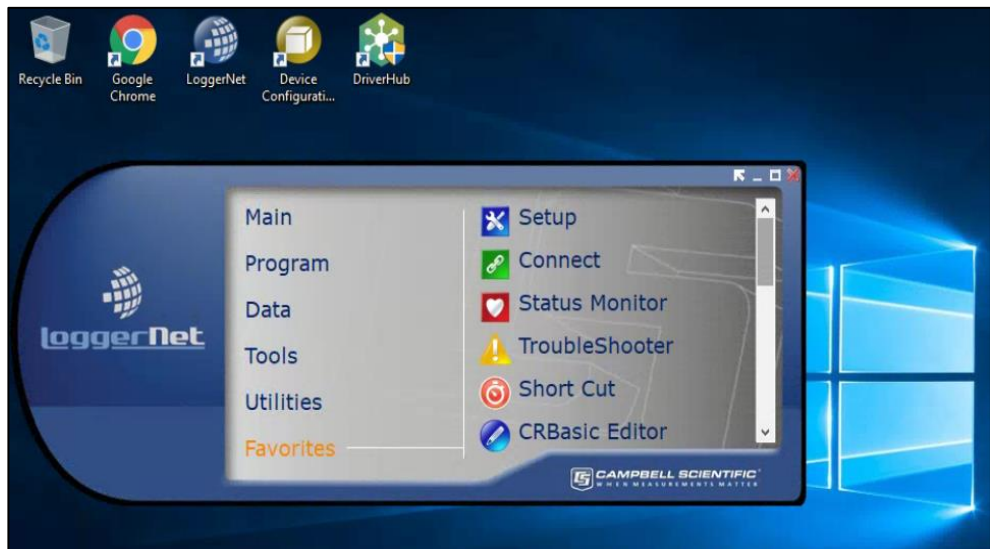 Recycle Bin
Google
Chrome
LoggerNet
Device
Configurati...
DriverHub
LoggerNet
Main
Program
Data
Tools
Utilities
Favorites
Setup
Connect
Status Monitor
TroubleShooter
Short Cut
CRBasic Editor
CAMPBELL SCIENTIFIC
WHEN MEASUREMENTS MATTER